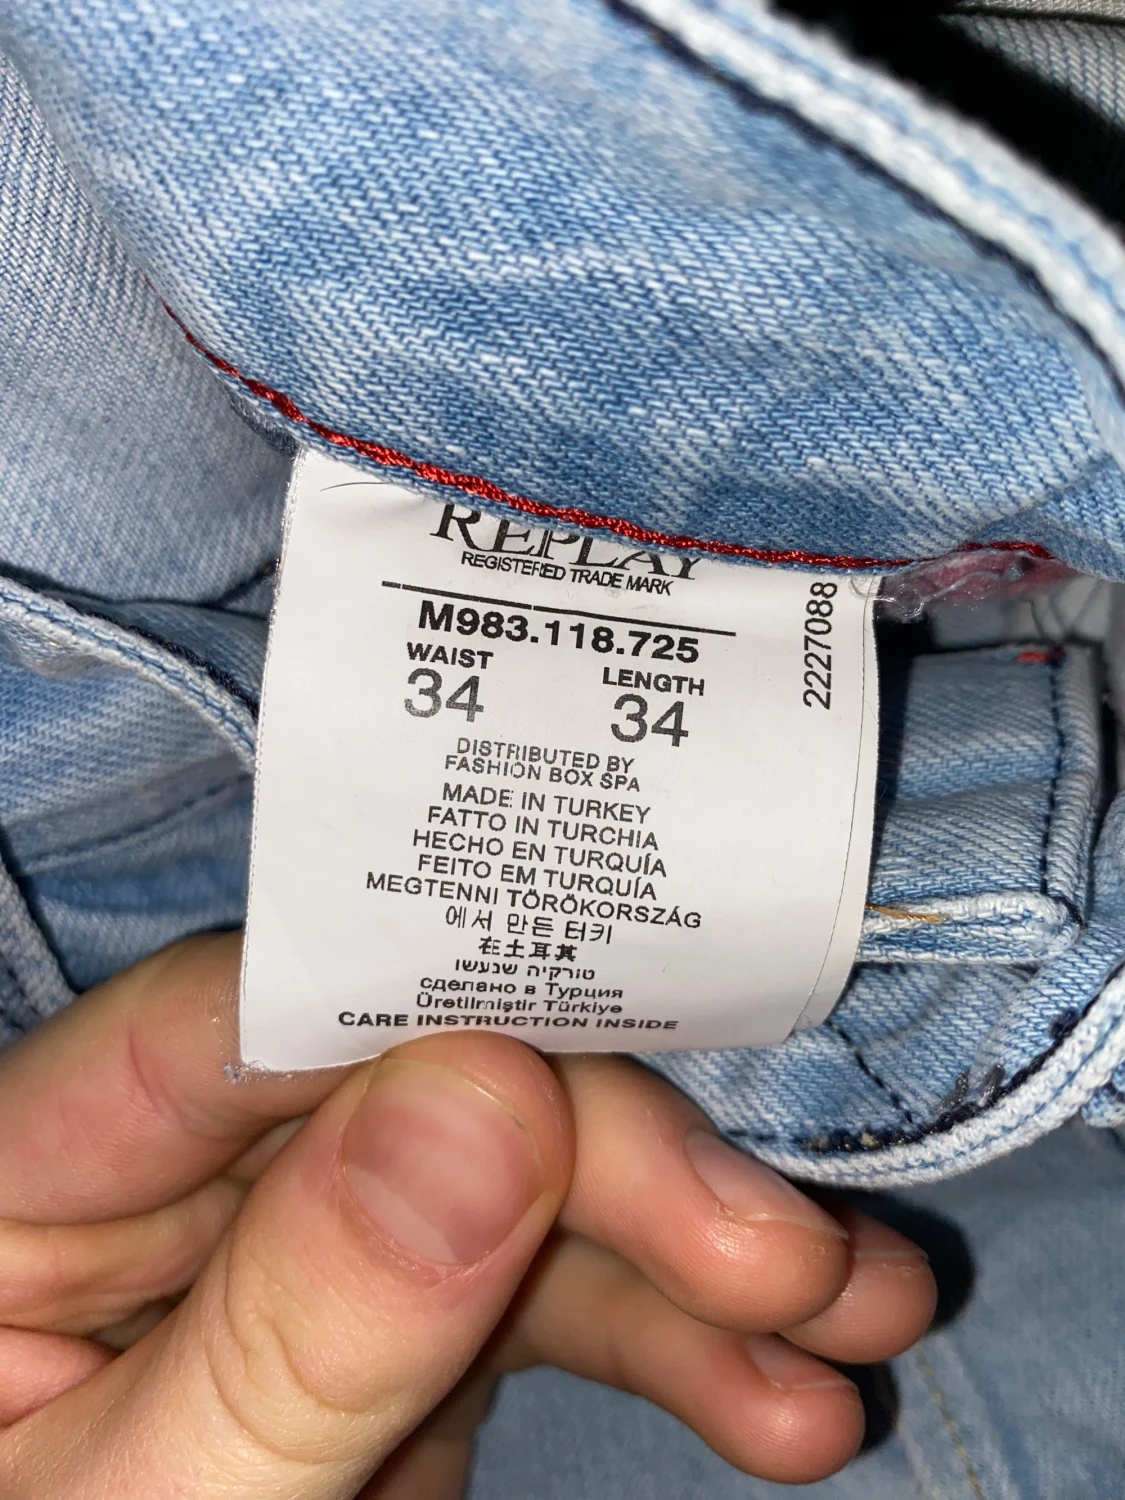 REPLAY
REGISTERED TRADE MARK
M983.118.725
WAIST
34
LENGTH
34
2227088
DISTRIBUTED BY
FASHION BOX SPA
MADE IN TURKEY
FATTO IN TURCHIA
HECHO EN TURQUÍA
FEITO EM TURQUÍA
MEGTENNI TÖRÖKORSZÁG
에서 만든 터키
在土耳其
טורקיה שנעשו
сделано в Турция
Üretilmiştir Türkiye
CARE INSTRUCTION INSIDE